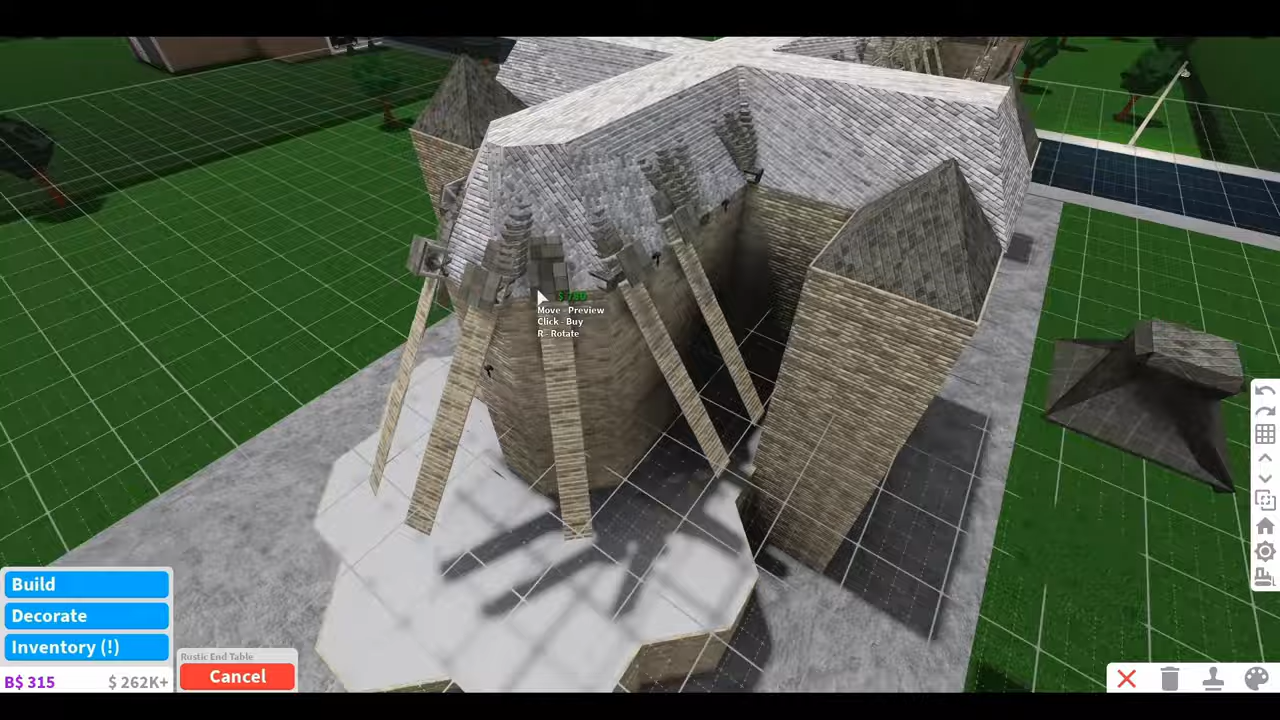 Move - Preview
Click - Buy
R - Rotate
Build
Decorate
Inventory (!)
B$ 315
$ 262K+
Rustic End Table
Cancel